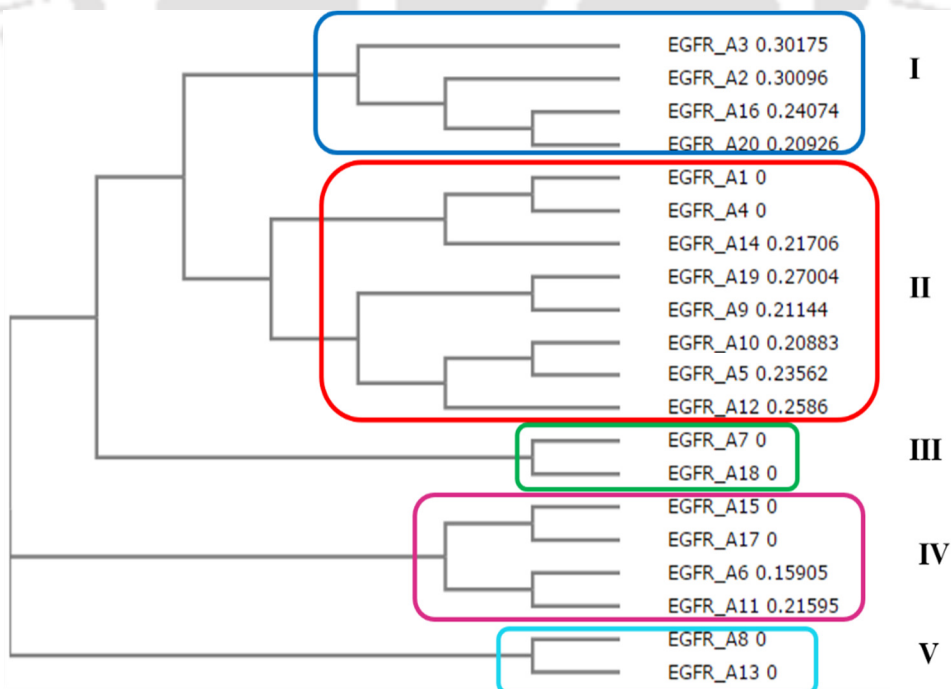 EGFR_A3 0.30175
I
EGFR_A2 0.30096
EGFR_A16 0.24074
EGFR_A20 0.20926
EGFR_A1 0
EGFR_A4 0
EGFR_A14 0.21706
EGFR_A19 0.27004
II
EGFR_A9 0.21144
EGFR_A10 0.20883
EGFR_A5 0.23562
EGFR_A12 0.2586
EGFR_A7 0
III
EGFR_A18 0
EGFR_A15 0
EGFR_A17 0
IV
EGFR_A6 0.15905
EGFR_A11 0.21595
EGFR_A8 0
V
EGFR_A13 0